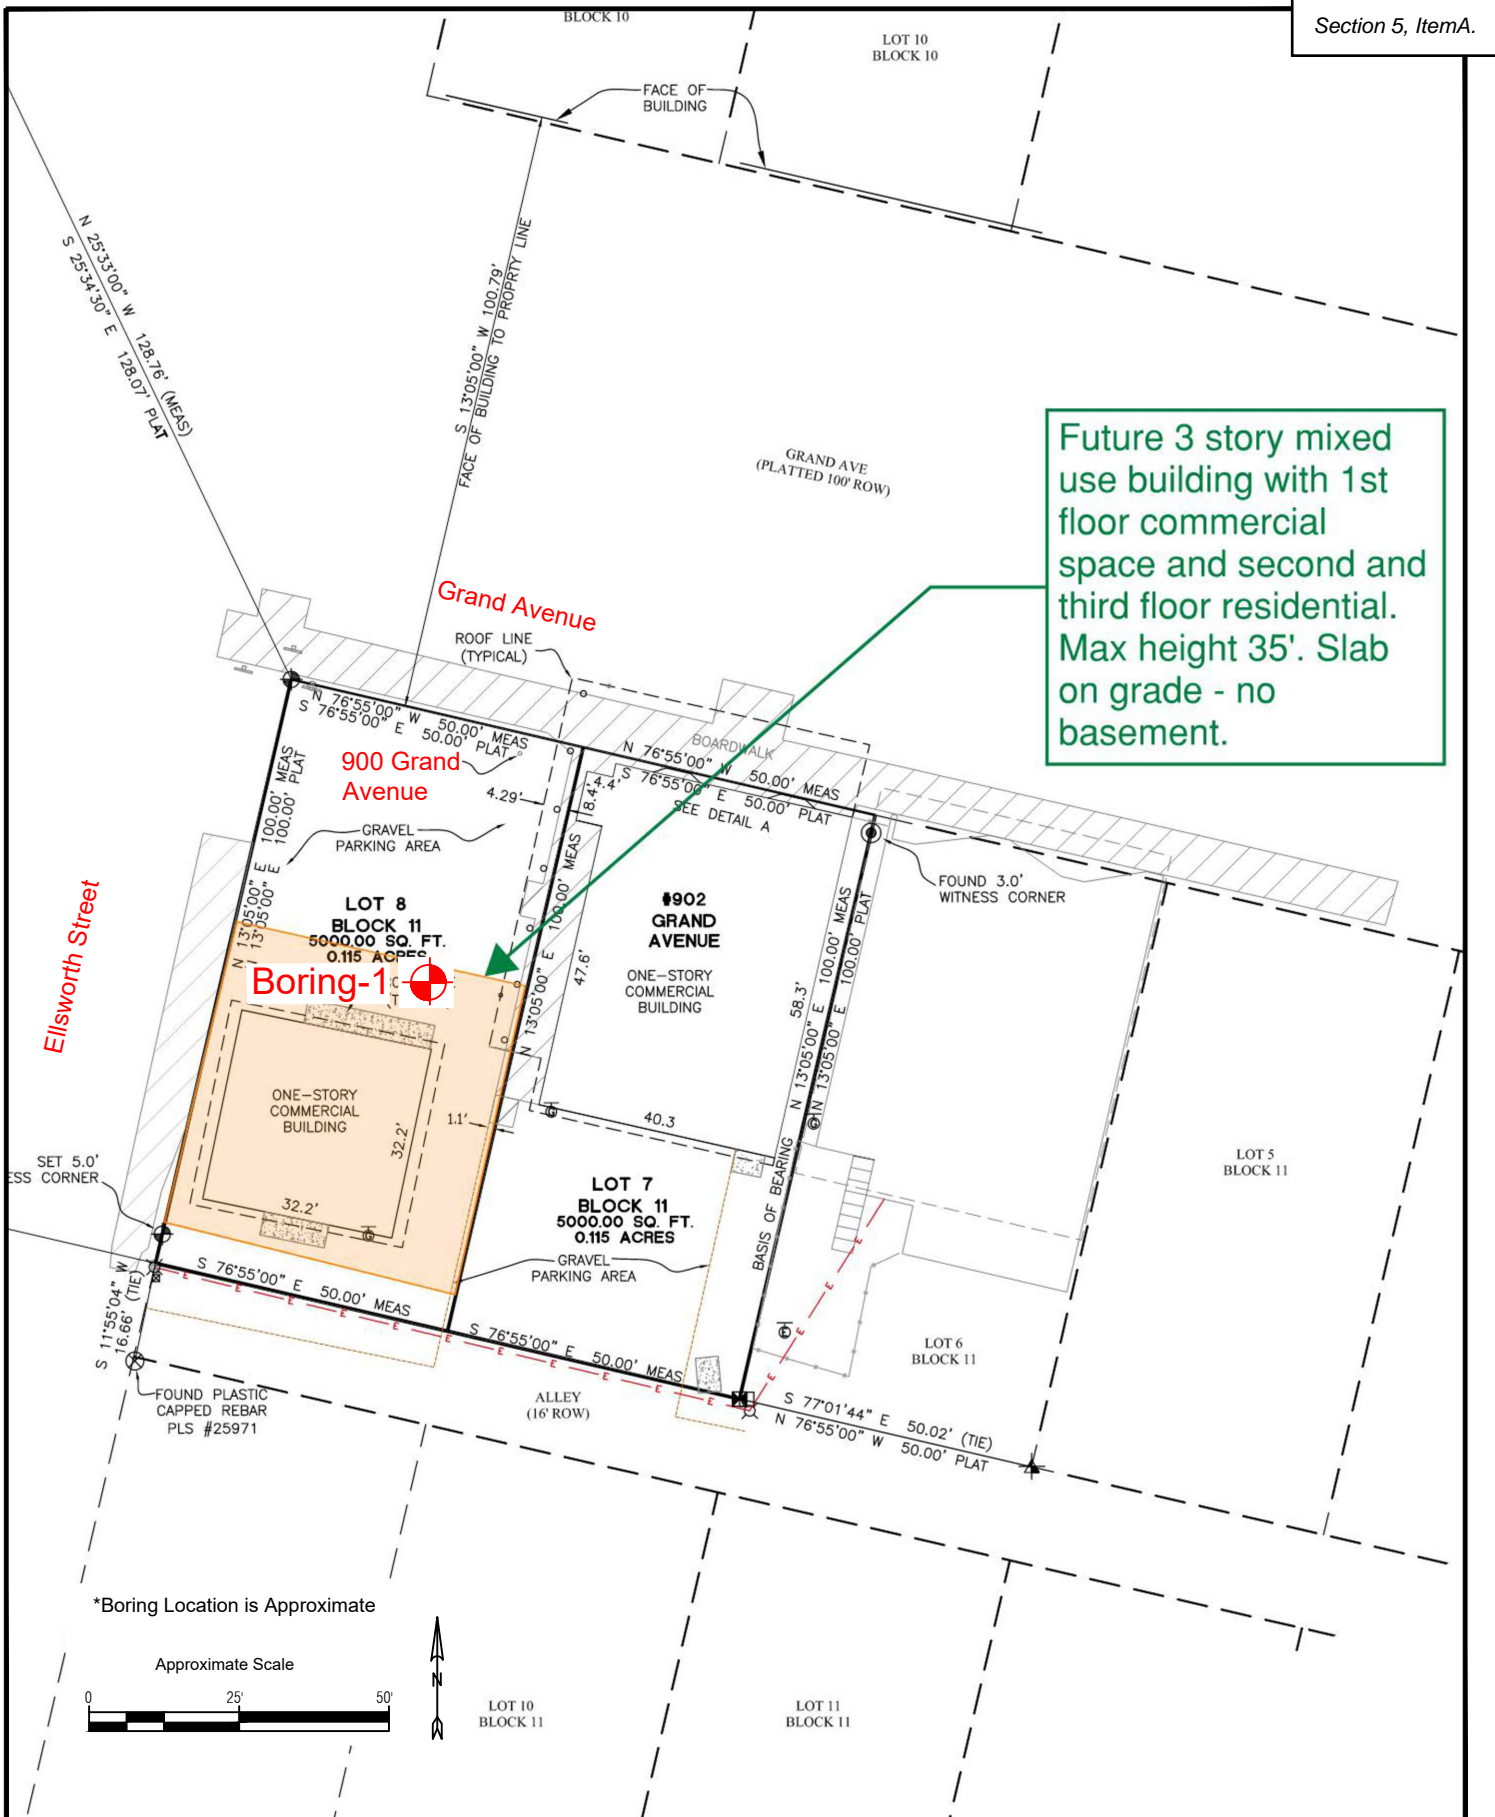 Section 5, ItemA.
BLOCK 10
LOT 10
BLOCK 10
FACE OF
BUILDING
N 25°33'00" W 128.76' (MEAS)
S 25°34'30" E 128.07' PLAT
S 13°05'00" W 100.79'
FACE OF BUILDING TO PROPRTY LINE
GRAND AVE
(PLATTED 100' ROW)
Future 3 story mixed
use building with 1st
floor commercial
space and second and
third floor residential.
Max height 35'. Slab
on grade - no
basement.
Grand Avenue
ROOF LINE
(TYPICAL)
N 76°55'00" W 50.00' MEAS
S 76°55'00" E 50.00' PLAT
BOARDWALK
N 76°55'00" W 50.00' MEAS
S 76°55'00" E 50.00' PLAT
SEE DETAIL A
900 Grand
Avenue
4.29'
8.4'
4.4'
GRAVEL
PARKING AREA
100.00' MEAS
100.00' PLAT
N 13°05'00" E
N 13°05'00" E
LOT 8
BLOCK 11
5000.00 SQ. FT.
0.115 ACRES
N 13°05'00" E 100.00' MEAS
47.6'
#902
GRAND
AVENUE
ONE-STORY
COMMERCIAL
BUILDING
FOUND 3.0'
WITNESS CORNER
58.3'
N 13°05'00" E 100.00' MEAS
N 13°05'00" E 100.00' PLAT
BASIS OF BEARING
Ellsworth Street
Boring-1
ONE-STORY
COMMERCIAL
BUILDING
32.2'
32.2'
1.1'
G
G
G
40.3
SET 5.0'
ESS CORNER
LOT 7
BLOCK 11
5000.00 SQ. FT.
0.115 ACRES
GRAVEL
PARKING AREA
LOT 5
BLOCK 11
S 76°55'00" E 50.00' MEAS
S 76°55'00" E 50.00' MEAS
E E E E E E E E E E E
E E E
E
S 11°55'04" W
16.66' (TIE)
FOUND PLASTIC
CAPPED REBAR
PLS #25971
ALLEY
(16' ROW)
LOT 6
BLOCK 11
S 77°01'44" E 50.02' (TIE)
N 76°55'00" W 50.00' PLAT
*Boring Location is Approximate
Approximate Scale
0 25' 50'
N
LOT 10
BLOCK 11
LOT 11
BLOCK 11